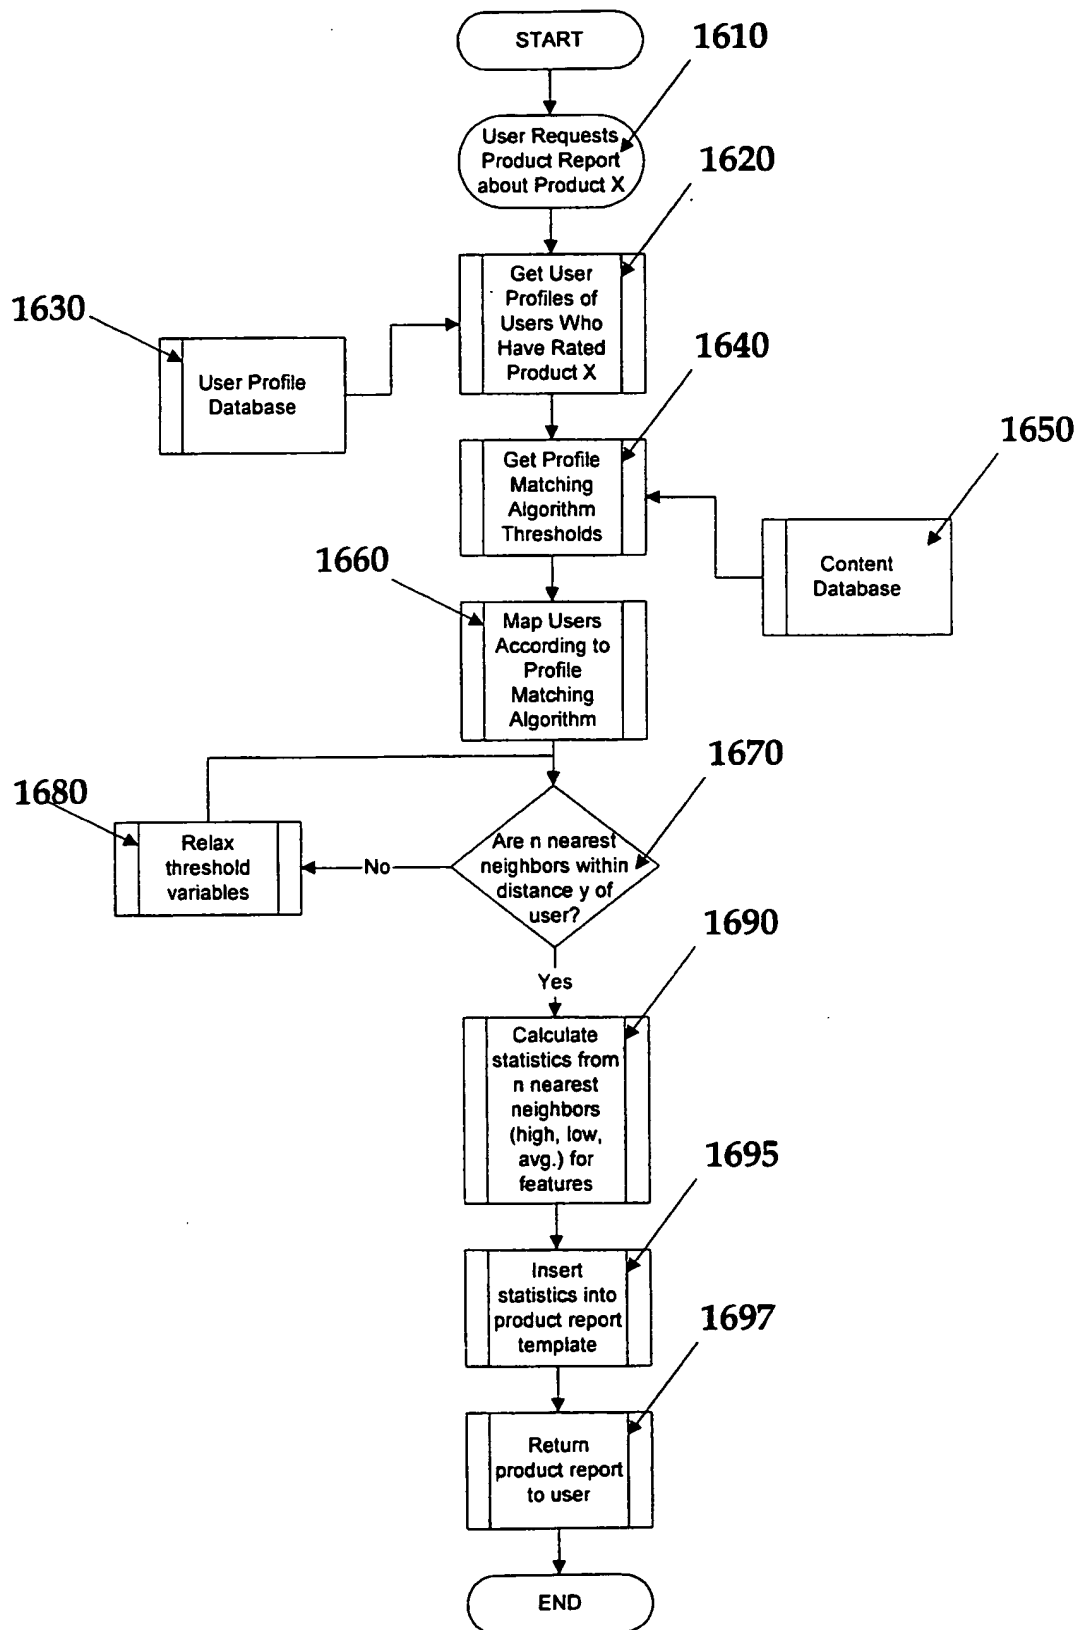 START
1610
User Requests
Product Report
about Product X
1620
Get User
Profiles of
Users Who
Have Rated
Product X
1630
User Profile
Database
1640
Get Profile
Matching
Algorithm
Thresholds
1650
Content
Database
1660
Map Users
According to
Profile
Matching
Algorithm
1670
Are n nearest
neighbors within
distance y of
user?
No
1680
Relax
threshold
variables
Yes
1690
Calculate
statistics from
n nearest
neighbors
(high, low,
avg.) for
features
1695
Insert
statistics into
product report
template
1697
Return
product report
to user
END